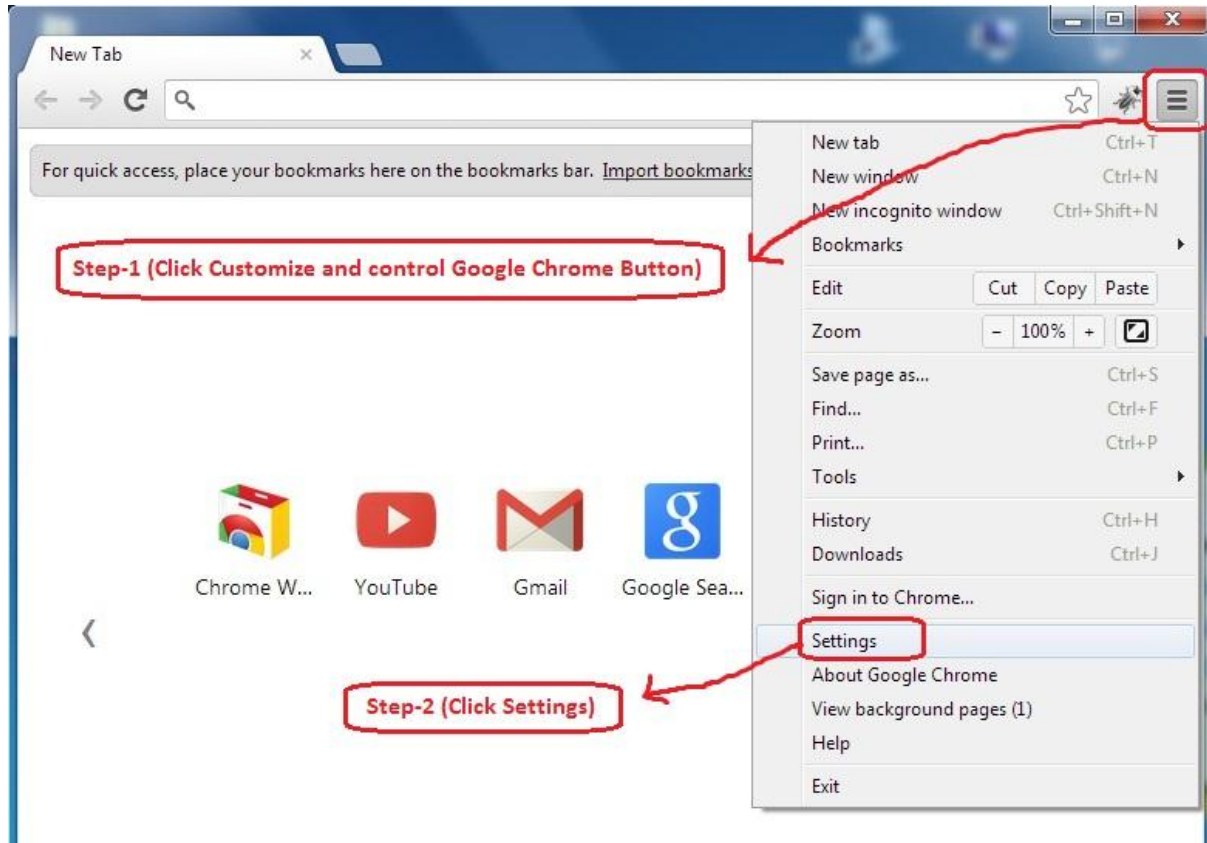 New Tab
For quick access, place your bookmarks here on the bookmarks bar. Import bookmarks
Step-1 (Click Customize and control Google Chrome Button)
Chrome W...
YouTube
Gmail
Google Sea...
Step-2 (Click Settings)
New tab Ctrl+T
New window Ctrl+N
New incognito window Ctrl+Shift+N
Bookmarks
Edit Cut Copy Paste
Zoom - 100% +
Save page as... Ctrl+S
Find... Ctrl+F
Print... Ctrl+P
Tools
History Ctrl+H
Downloads Ctrl+J
Sign in to Chrome...
Settings
About Google Chrome
View background pages (1)
Help
Exit